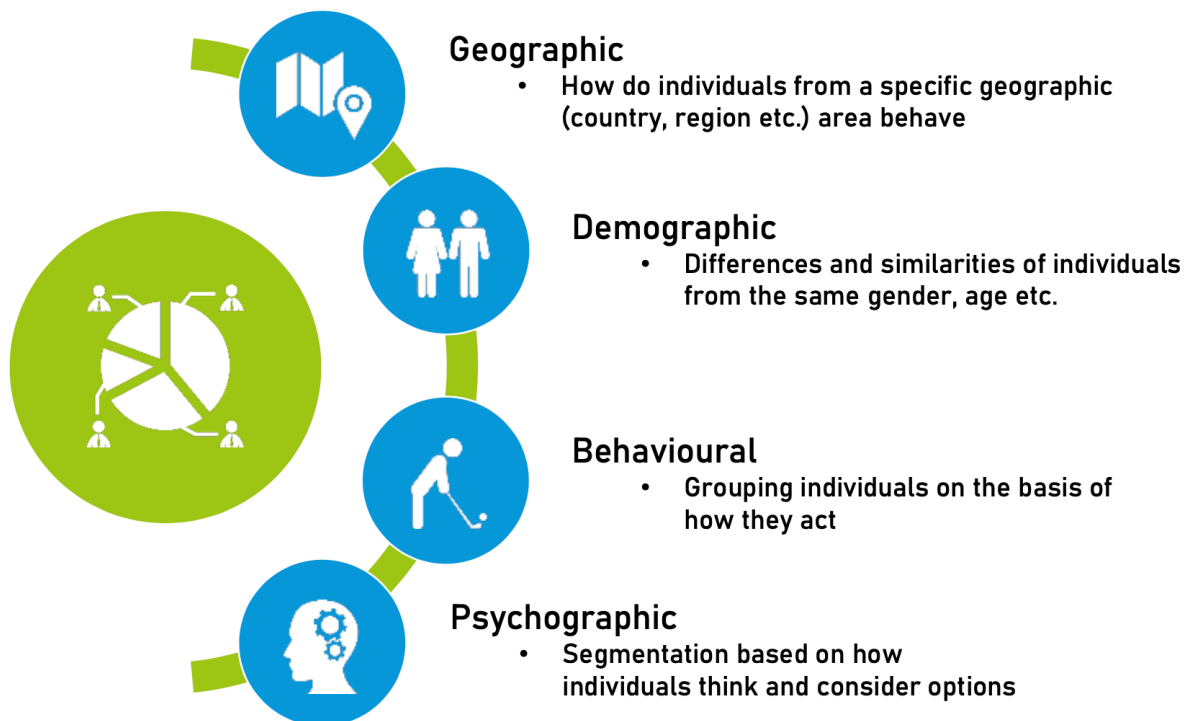 Geographic
• How do individuals from a specific geographic
(country, region etc.) area behave
Demographic
• Differences and similarities of individuals
from the same gender, age etc.
Behavioural
• Grouping individuals on the basis of
how they act
Psychographic
• Segmentation based on how
individuals think and consider options